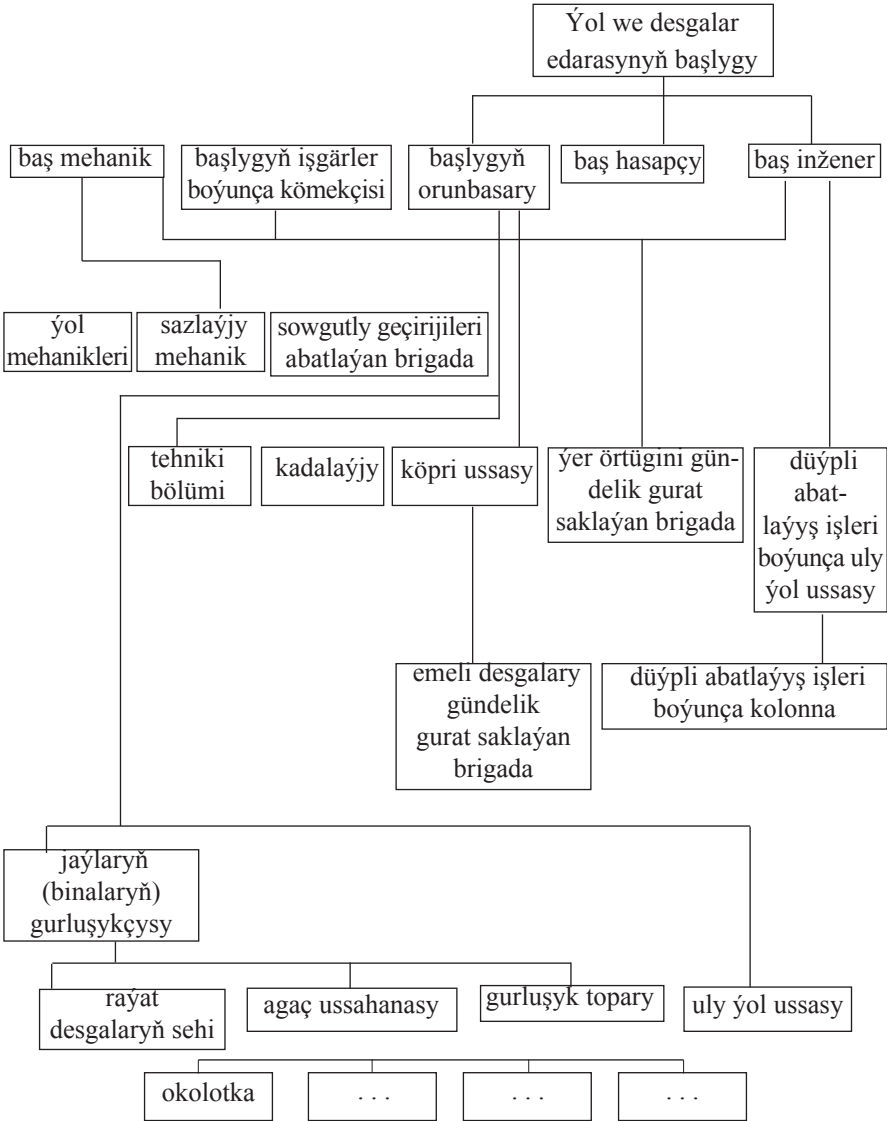 Ýol we desgalar
edarasynyň başlygy
baş mehanik
başlygyň işgärler
boýunça kömekçisi
başlygyň
orunbasary
baş hasapçy
baş inžener
ýol
mehanikleri
sazlaýjy
mehanik
sowgutly geçirijileri
abatlaýan brigada
tehniki
bölümi
kadalaýjy
köpri ussasy
ýer örtügini gün-
delik gurat
saklaýan brigada
düýpli
abat-
laýyş işleri
boýunça uly
ýol ussasy
emeli desgalary
gündelik
gurat saklaýan
brigada
düýpli abatlaýyş işleri
boýunça kolonna
jaýlaryň
(binalaryň)
gurluşykçysy
raýat
desgalaryň sehi
agaç ussahanasy
gurluşyk topary
uly ýol ussasy
okolotka
. . .
. . .
. . .